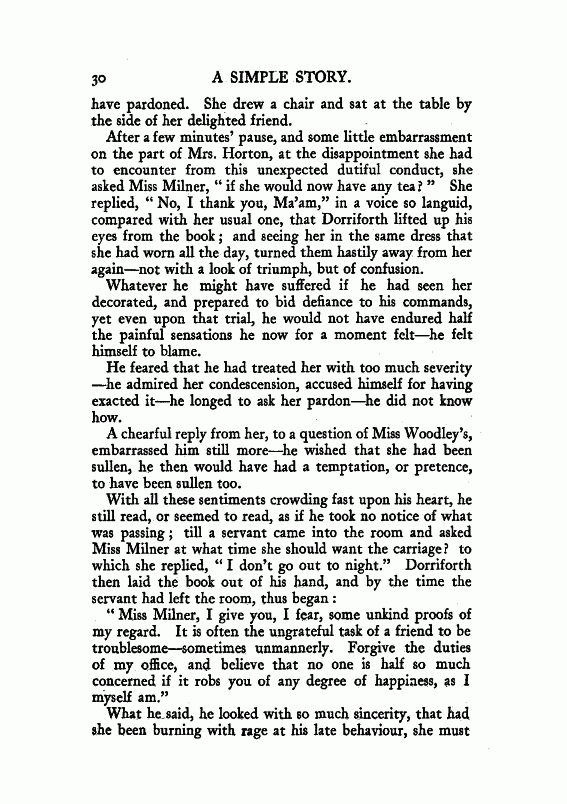 30 A SIMPLE STORY.
have pardoned. She drew a chair and sat at the table by
the side of her delighted friend.
After a few minutes' pause, and some little embarrassment
on the part of Mrs. Horton, at the disappointment she had
to encounter from this unexpected dutiful conduct, she
asked Miss Milner, “ if she would now have any tea? ” She
replied, “ No, I thank you, Ma'am,” in a voice so languid,
compared with her usual one, that Dorriforth lifted up his
eyes from the book ; and seeing her in the same dress that
she had worn all the day, turned them hastily away from her
again—not with a look of triumph, but of confusion.
Whatever he might have suffered if he had seen her
decorated, and prepared to bid defiance to his commands,
yet even upon that trial, he would not have endured half
the painful sensations he now for a moment felt—he felt
himself to blame.
He feared that he had treated her with too much severity
—he admired her condescension, accused himself for having
exacted it—he longed to ask her pardon—he did not know
how.
A chearful reply from her, to a question of Miss Woodley's,
embarrassed him still more—he wished that she had been
sullen, he then would have had a temptation, or pretence,
to have been sullen too.
With all these sentiments crowding fast upon his heart, he
still read, or seemed to read, as if he took no notice of what
was passing ; till a servant came into the room and asked
Miss Milner at what time she should want the carriage? to
which she replied, “ I don't go out to night.” Dorriforth
then laid the book out of his hand, and by the time the
servant had left the room, thus began :
“ Miss Milner, I give you, I fear, some unkind proofs of
my regard. It is often the ungrateful task of a friend to be
troublesome—sometimes unmannerly. Forgive the duties
of my office, and believe that no one is half so much
concerned if it robs you of any degree of happiness, as I
myself am.”
What he said, he looked with so much sincerity, that had
she been burning with rage at his late behaviour, she must